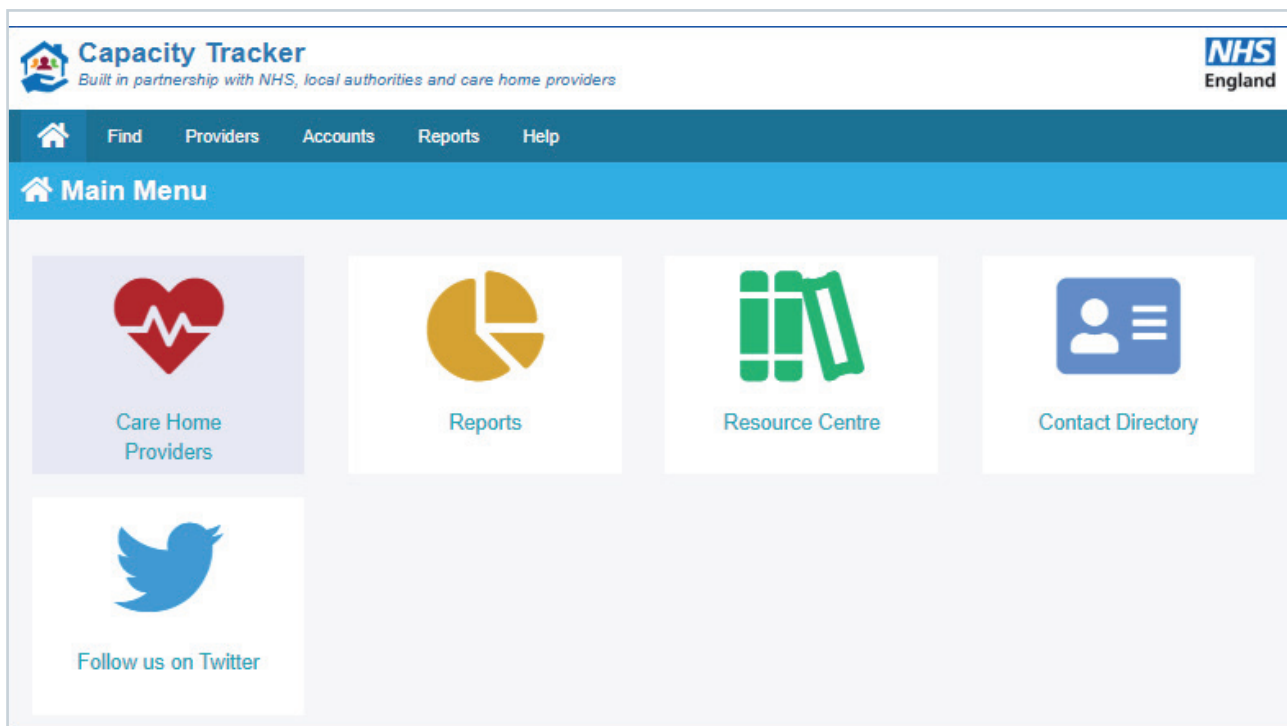 Capacity Tracker
Built in partnership with NHS, local authorities and care home providers
NHS
England
Find Providers Accounts Reports Help
Main Menu
Care Home
Providers
Reports
Resource Centre
Contact Directory
Follow us on Twitter